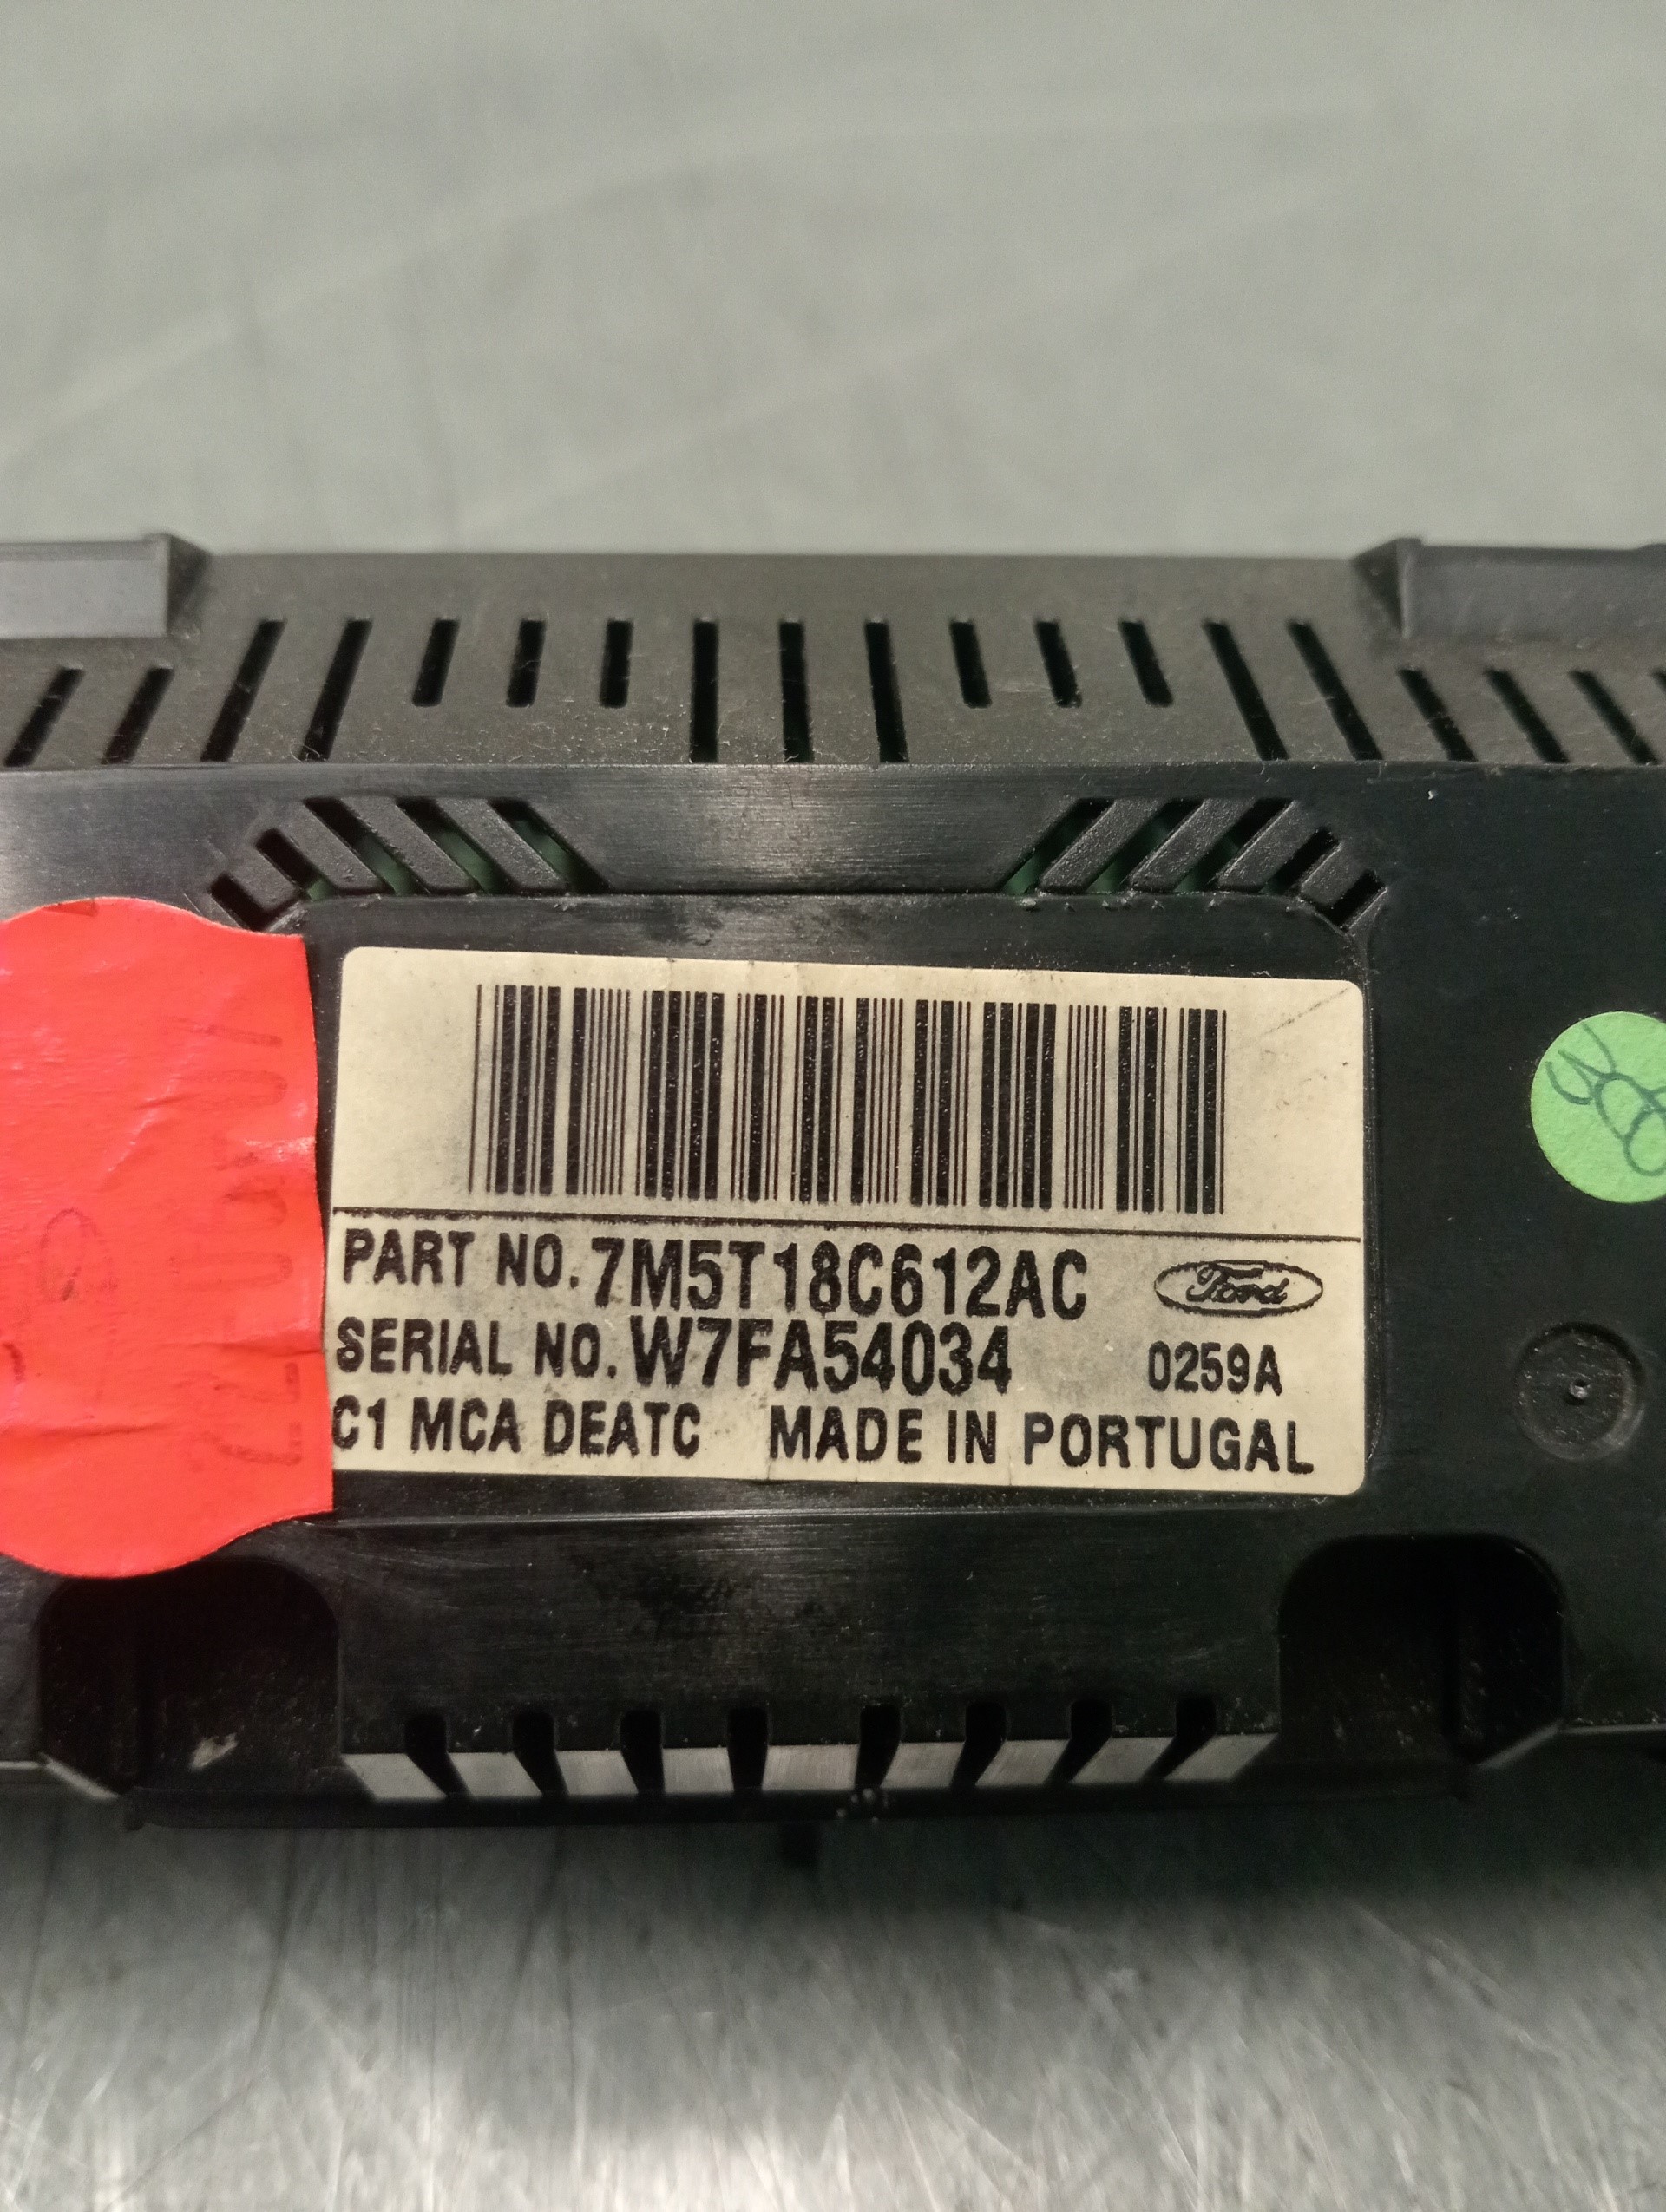 PART NO. 7M5T18C612AC Ford
SERIAL NO. W7FA54034 0259A
C1 MCA DEATC MADE IN PORTUGAL